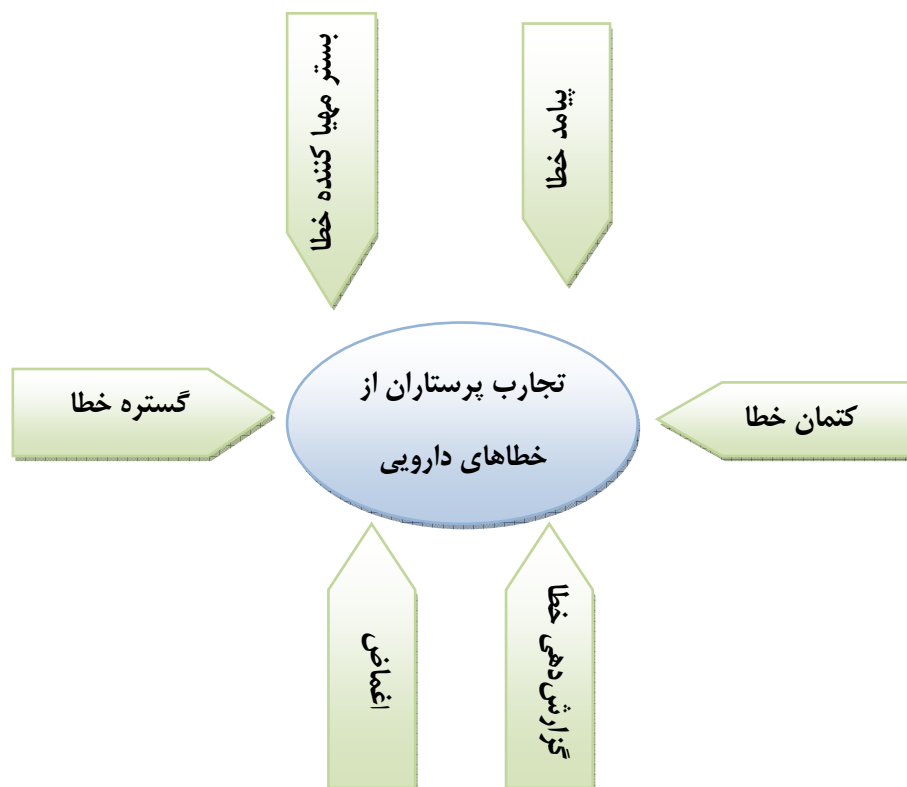 بستر مهیا کننده خطا
پیامد خطا
گستره خطا
تجارب پرستاران از
خطاهای دارویی
کتمان خطا
اغماض
گزارش‌دهی خطا